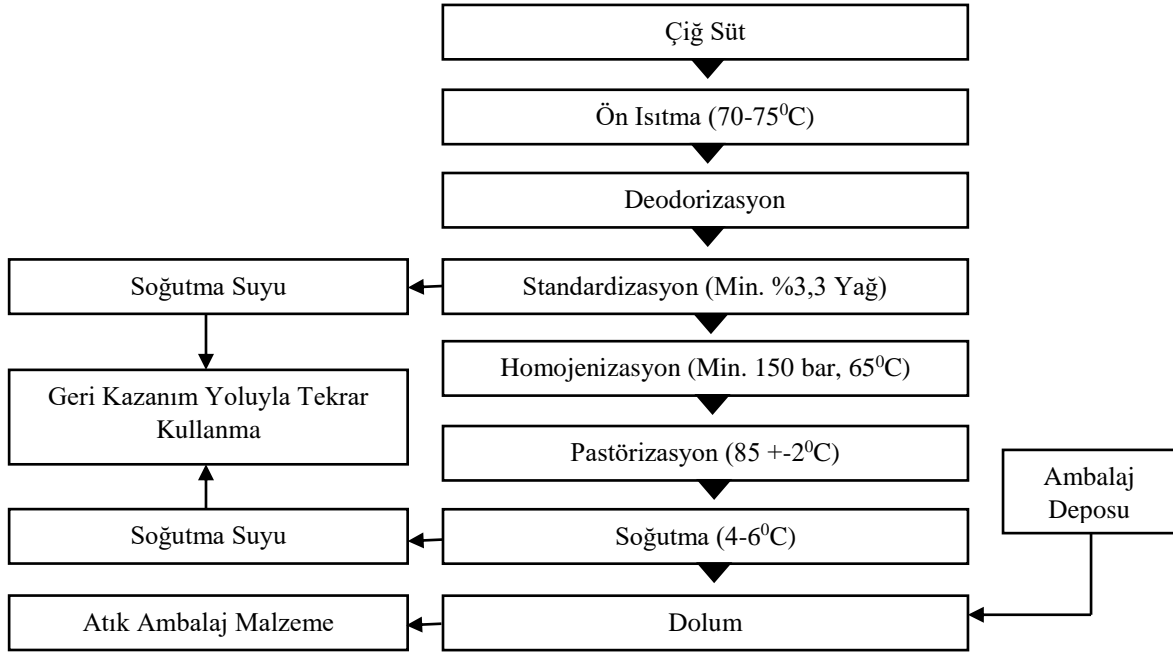 Çiğ Süt
Ön Isıtma (70-75⁰C)
Deodorizasyon
Soğutma Suyu
Standardizasyon (Min. %3,3 Yağ)
Homojenizasyon (Min. 150 bar, 65⁰C)
Geri Kazanım Yoluyla Tekrar
Kullanma
Pastörizasyon (85 +-2⁰C)
Ambalaj
Deposu
Soğutma Suyu
Soğutma (4-6⁰C)
Atık Ambalaj Malzeme
Dolum